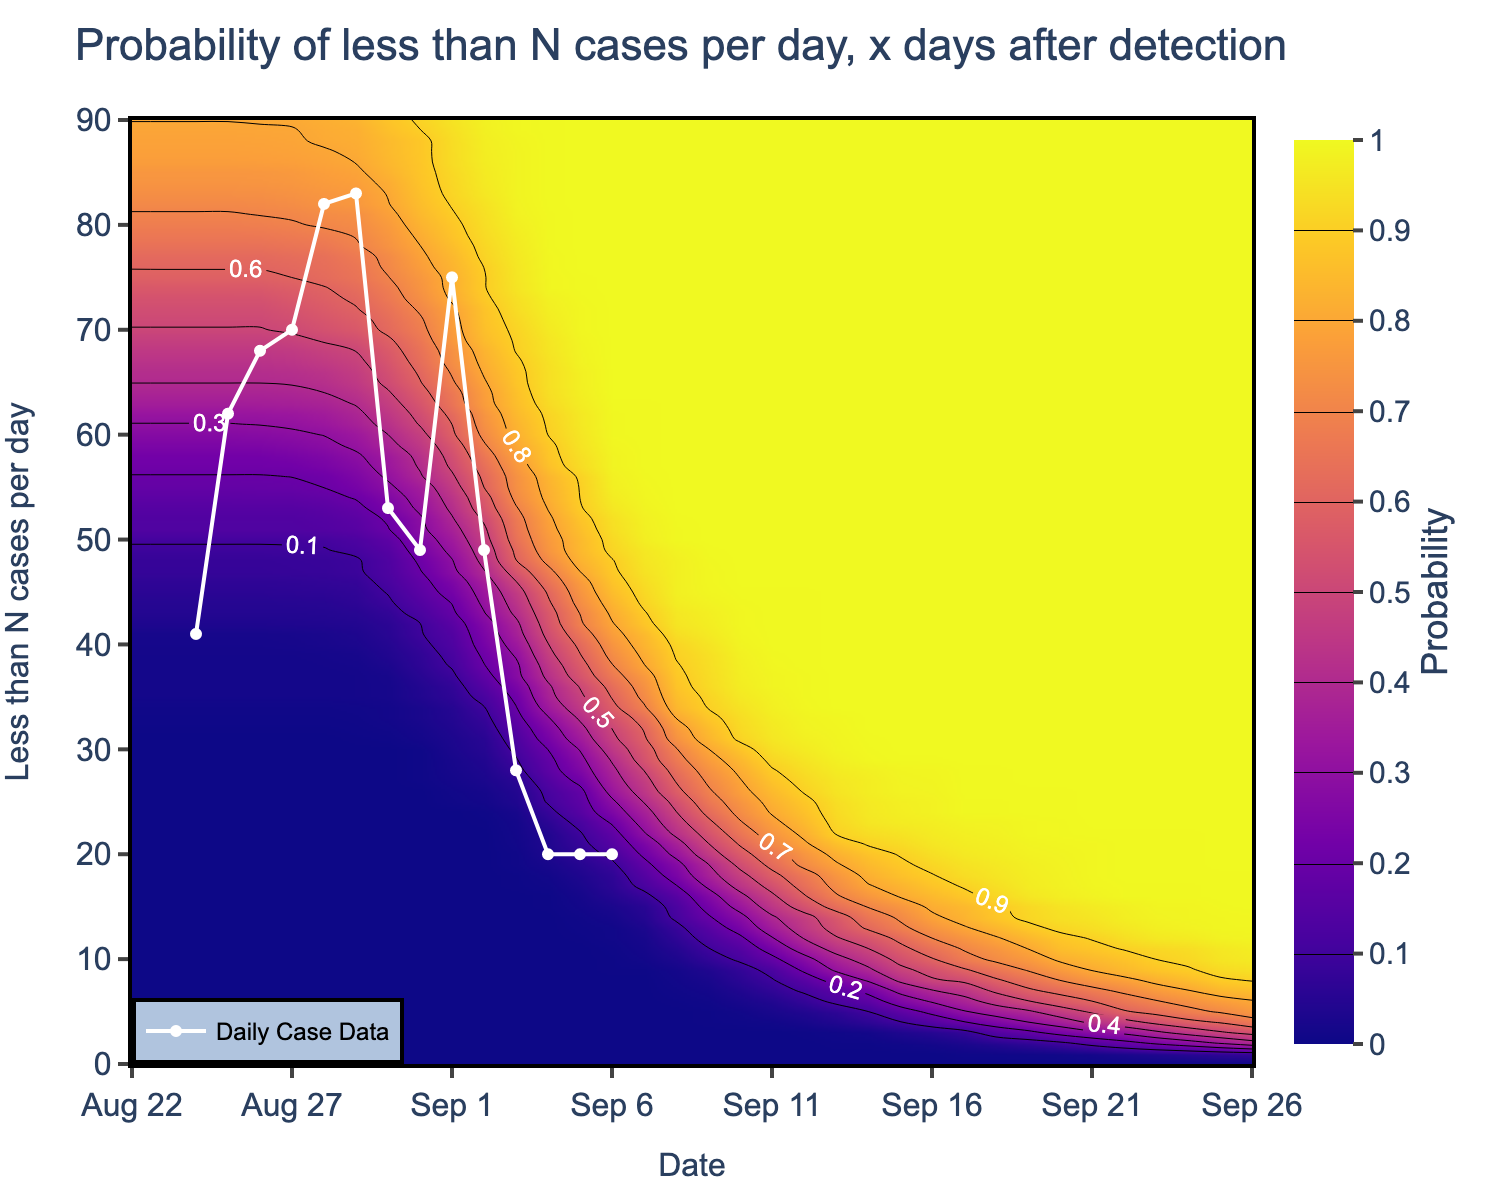 Probability of less than N cases per day, x days after detection
90
80
70
60
50
40
30
20
10
0
Less than N cases per day
0.6
0.3
0.1
0.8
0.5
0.7
0.9
0.2
0.4
Daily Case Data
Aug 22
Aug 27
Sep 1
Sep 6
Sep 11
Sep 16
Sep 21
Sep 26
Date
1
0.9
0.8
0.7
0.6
0.5
0.4
0.3
0.2
0.1
0
Probability